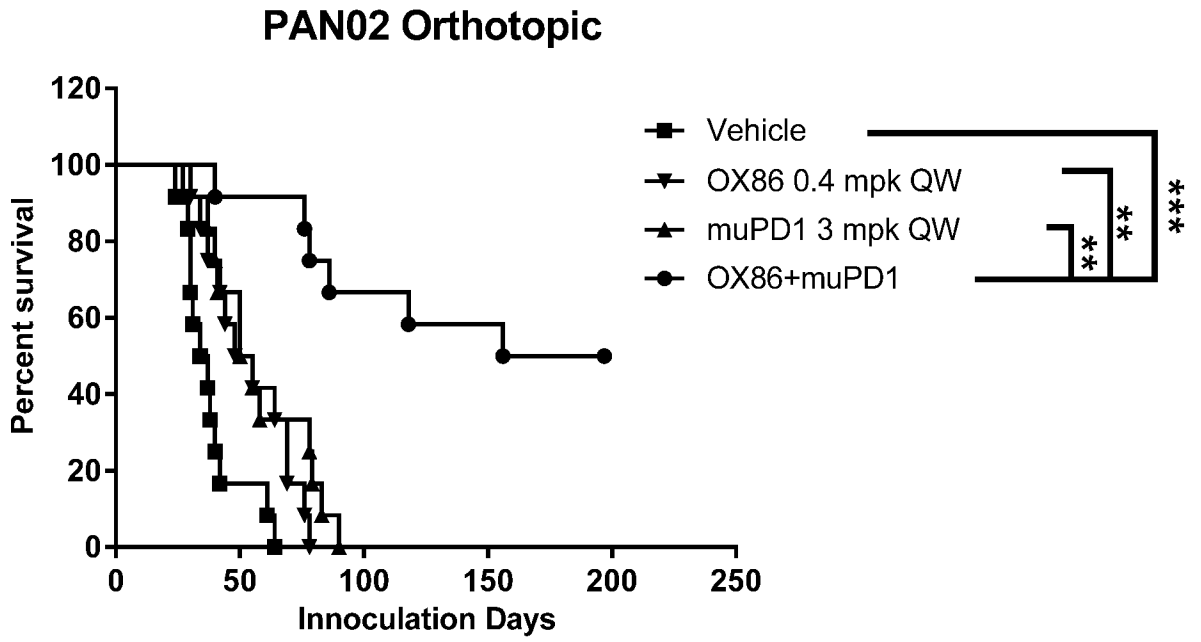 PAN02 Orthotopic
Percent survival
120
100
80
60
40
20
0
0 50 100 150 200 250
Innoculation Days
Vehicle
OX86 0.4 mpk QW
muPD1 3 mpk QW
OX86+muPD1
**
**
***